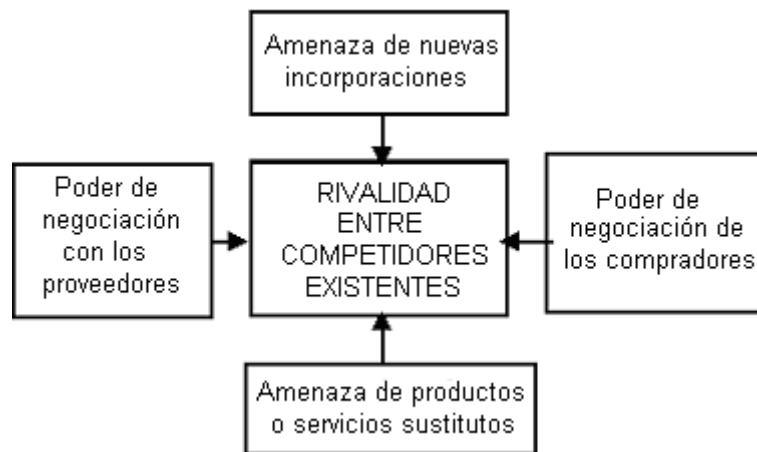 Amenaza de nuevas
incorporaciones
Poder de
negociación
con los
proveedores
RIVALIDAD
ENTRE
COMPETIDORES
EXISTENTES
Poder de
negociación de
los compradores
Amenaza de productos
o servicios sustitutos